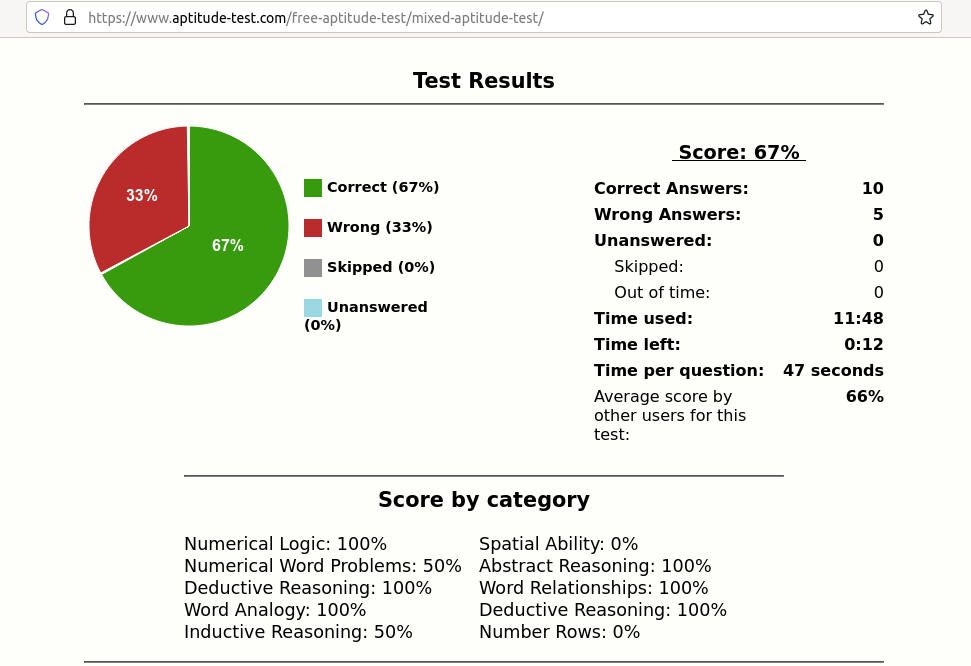 https://www.aptitude-test.com/free-aptitude-test/mixed-aptitude-test/
Test Results
33%
67%
Correct (67%)
Wrong (33%)
Skipped (0%)
Unanswered
(0%)
Score: 67%
Correct Answers: 10
Wrong Answers: 5
Unanswered: 0
Skipped: 0
Out of time: 0
Time used: 11:48
Time left: 0:12
Time per question: 47 seconds
Average score by 66%
other users for this
test:
Score by category
Numerical Logic: 100%
Numerical Word Problems: 50%
Deductive Reasoning: 100%
Word Analogy: 100%
Inductive Reasoning: 50%
Spatial Ability: 0%
Abstract Reasoning: 100%
Word Relationships: 100%
Deductive Reasoning: 100%
Number Rows: 0%